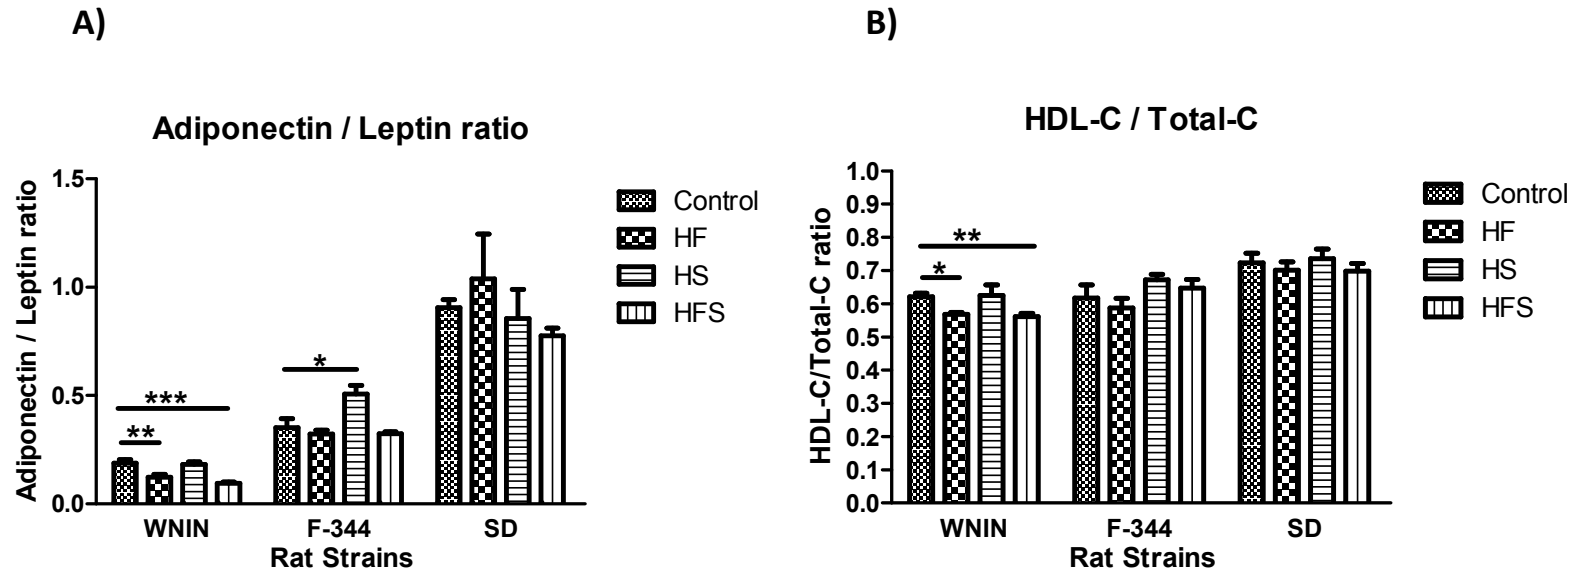 A)
Adiponectin / Leptin ratio
Adiponectin / Leptin ratio
1.5
1.0
0.5
0.0
***
**
*
WNIN
F-344
SD
Rat Strains
Control
HF
HS
HFS
B)
HDL-C / Total-C
HDL-C/Total-C ratio
1.0
0.9
0.8
0.7
0.6
0.5
0.4
0.3
0.2
0.1
0.0
**
*
WNIN
F-344
SD
Rat Strains
Control
HF
HS
HFS